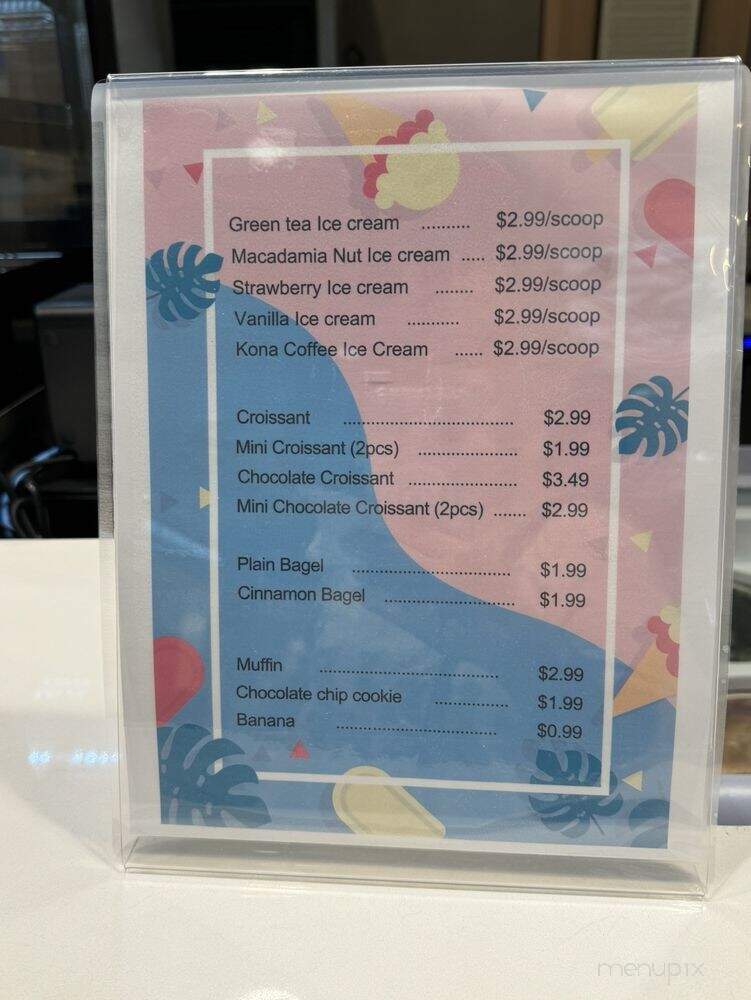 Green tea Ice cream .......... $2.99/scoop
Macadamia Nut Ice cream ..... $2.99/scoop
Strawberry Ice cream ........ $2.99/scoop
Vanilla Ice cream ........... $2.99/scoop
Kona Coffee Ice Cream ...... $2.99/scoop
Croissant .................................... $2.99
Mini Croissant (2pcs) ..................... $1.99
Chocolate Croissant ....................... $3.49
Mini Chocolate Croissant (2pcs) ....... $2.99
Plain Bagel .................................. $1.99
Cinnamon Bagel ............................ $1.99
Muffin ...................................... $2.99
Chocolate chip cookie ................ $1.99
Banana .................................. $0.99
menupix